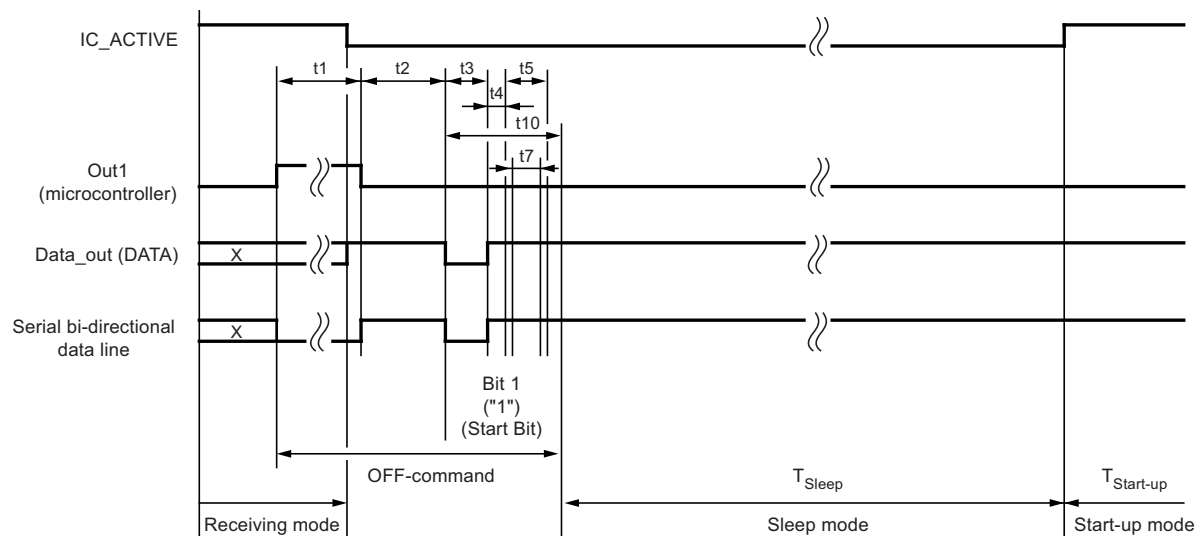 IC_ACTIVE
t1
t2
t3
t5
t4
t10
t7
Out1
(microcontroller)
Data_out (DATA)
X
Serial bi-directional
data line
X
Bit 1
("1")
(Start Bit)
OFF-command
TSleep
TStart-up
Receiving mode
Sleep mode
Start-up mode